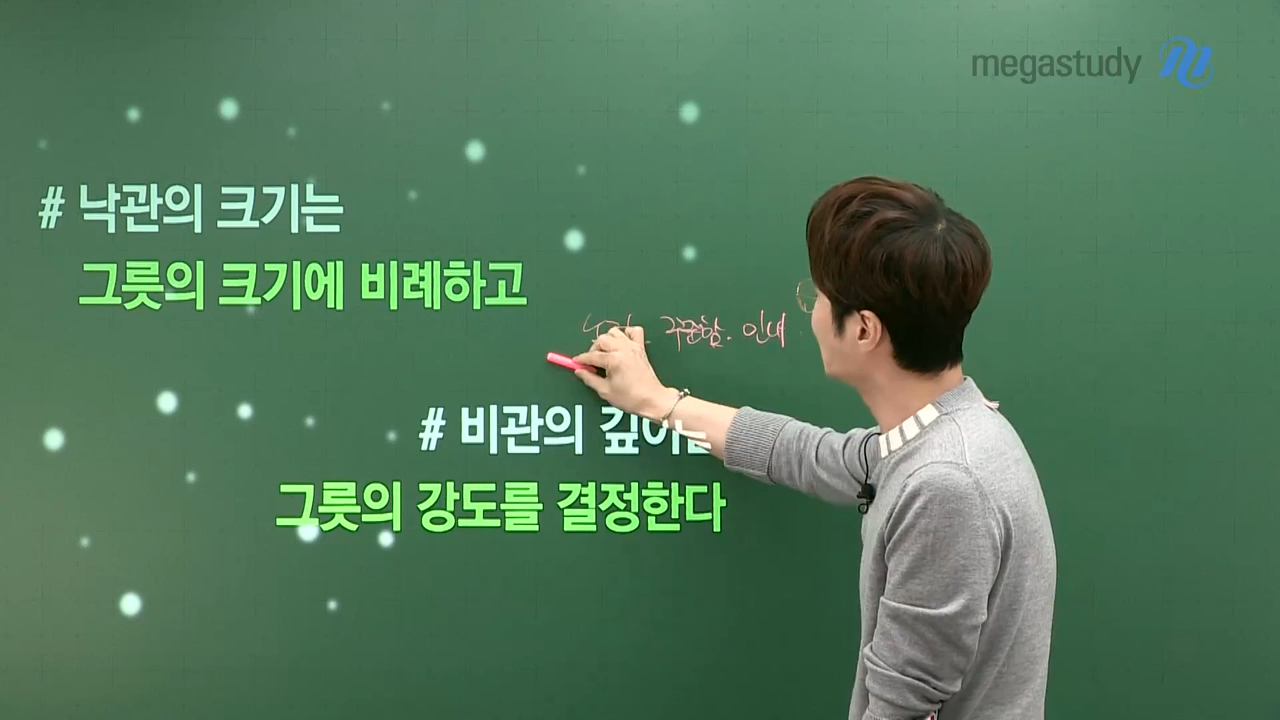 megastudy
# 낙관의 크기는
그릇의 크기에 비례하고
꾸준함. 인내
# 비관의 깊이는
그릇의 강도를 결정한다